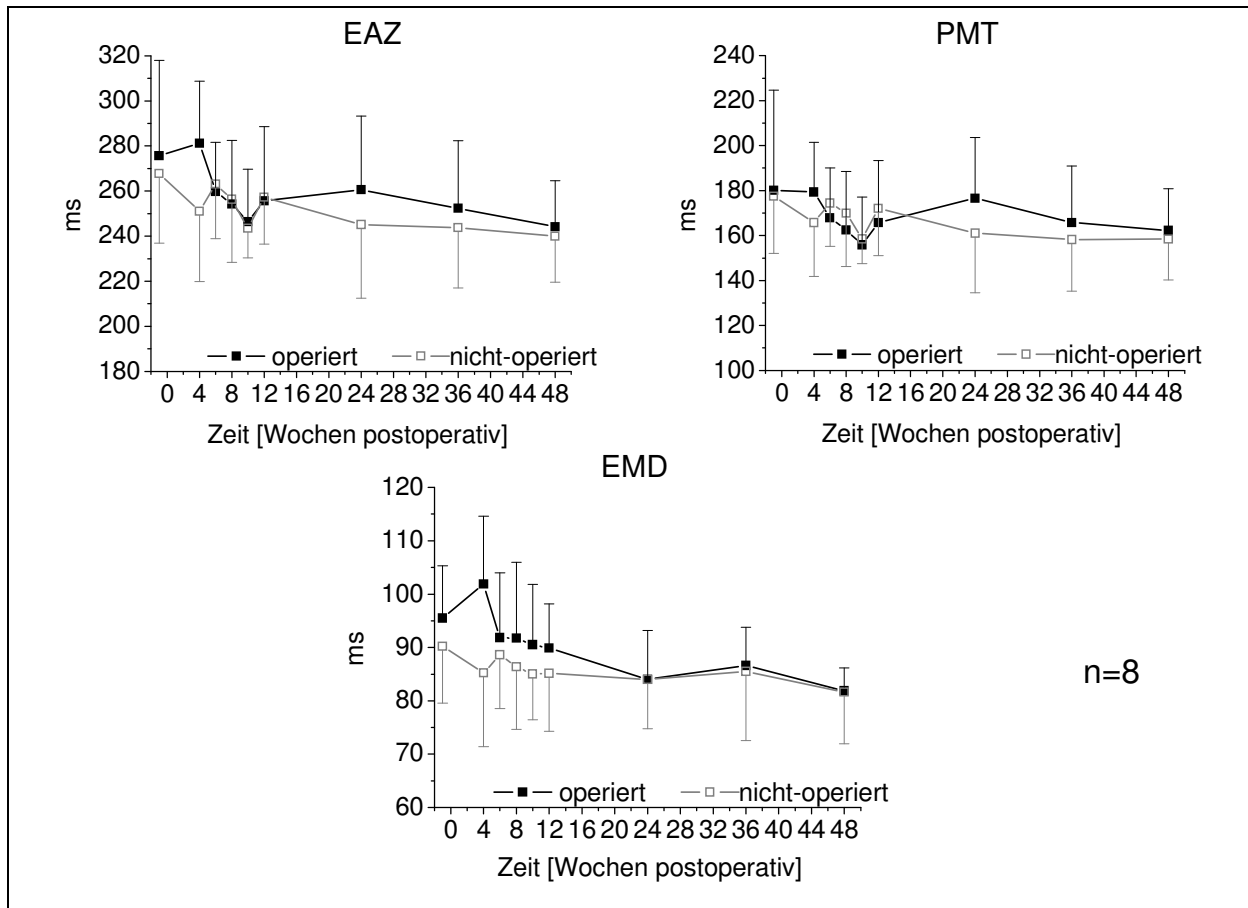 EAZ
320
300
280
260
240
220
200
180
ms
operiert nicht-operiert
0 4 8 12 16 20 24 28 32 36 40 44 48
Zeit [Wochen postoperativ]
PMT
240
220
200
180
160
140
120
100
ms
operiert nicht-operiert
0 4 8 12 16 20 24 28 32 36 40 44 48
Zeit [Wochen postoperativ]
EMD
120
110
100
90
80
70
60
ms
operiert nicht-operiert
0 4 8 12 16 20 24 28 32 36 40 44 48
Zeit [Wochen postoperativ]
n=8